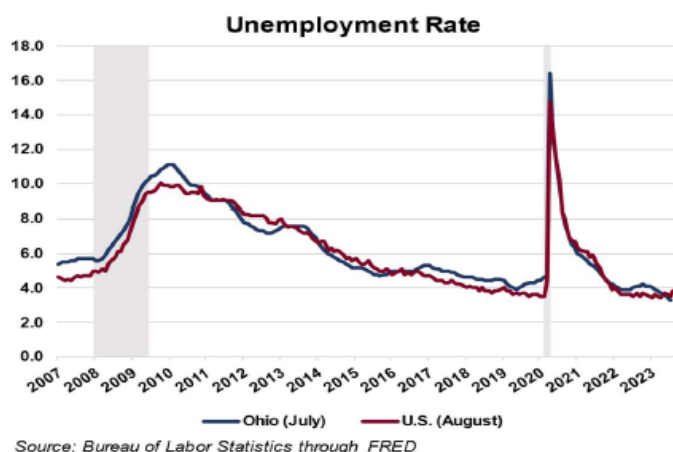 Unemployment Rate
18.0
16.0
14.0
12.0
10.0
8.0
6.0
4.0
2.0
0.0
2007 2008 2009 2010 2011 2012 2013 2014 2015 2016 2017 2018 2019 2020 2021 2022 2023
Ohio (July) U.S. (August)
Source: Bureau of Labor Statistics through FRED